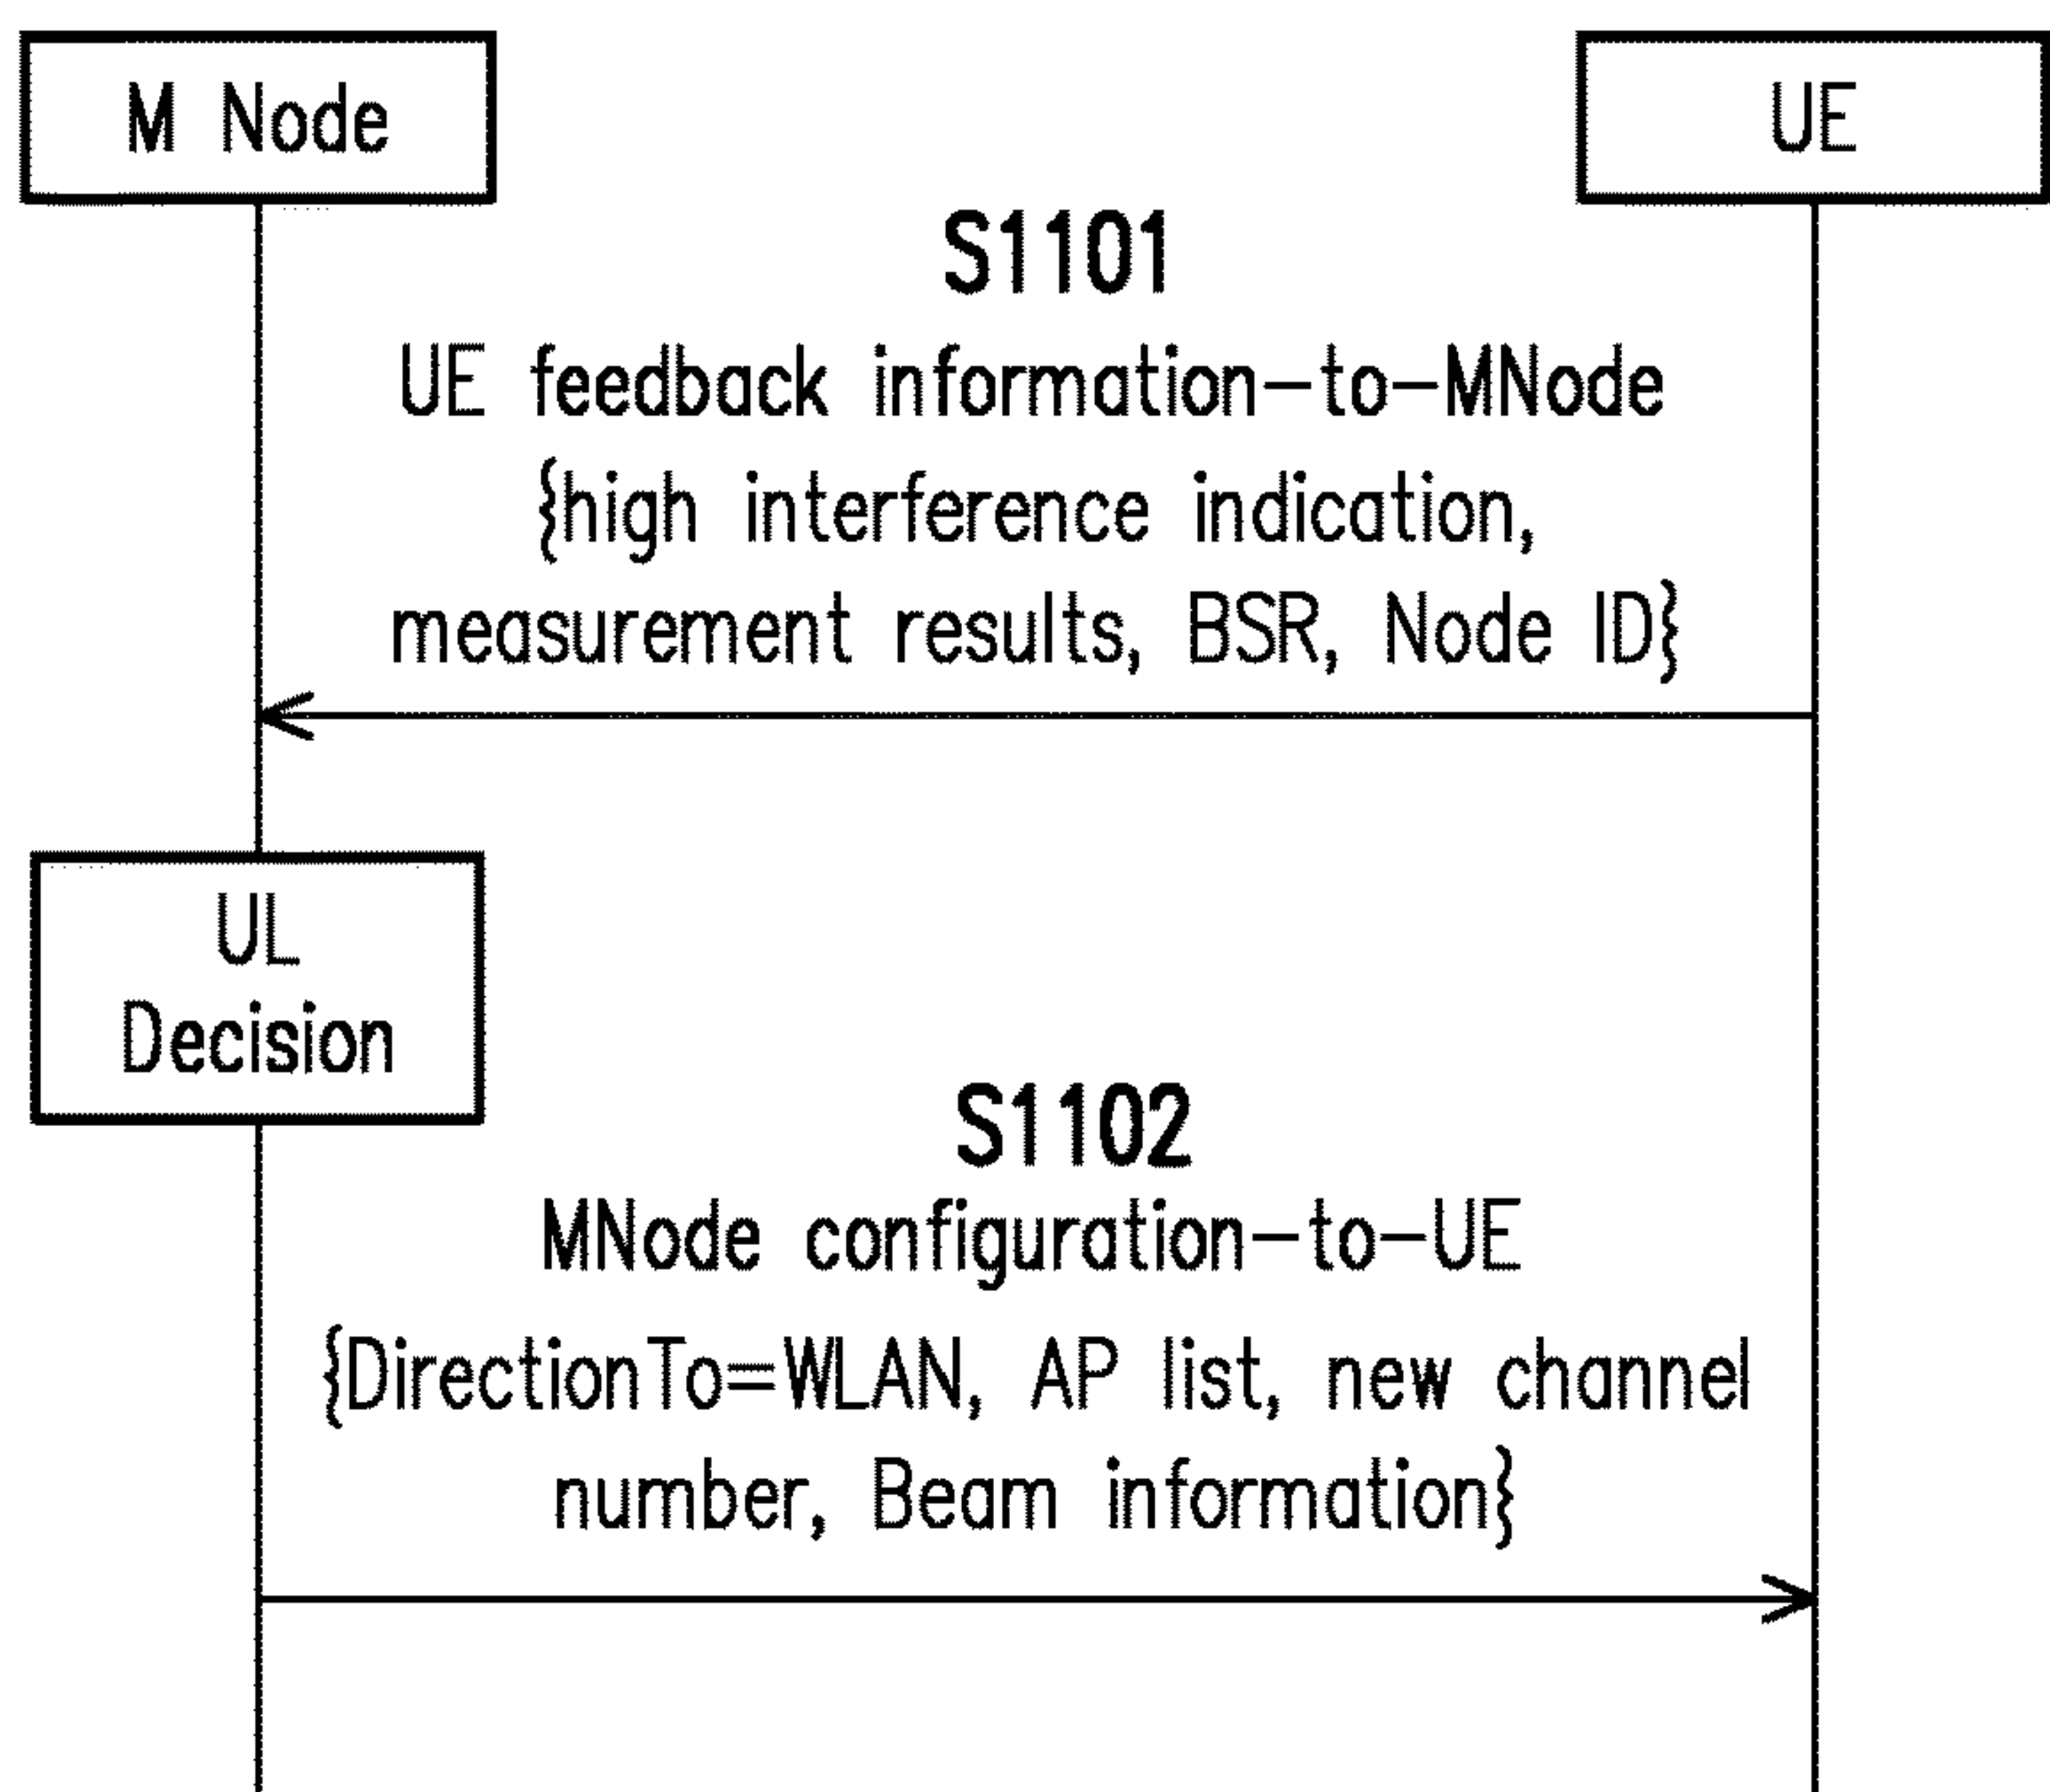 M Node
UE
S1101
UE feedback information-to-MNode
{high interference indication,
measurement results, BSR, Node ID}
UL
Decision
S1102
MNode configuration-to-UE
{DirectionTo=WLAN, AP list, new channel
number, Beam information}